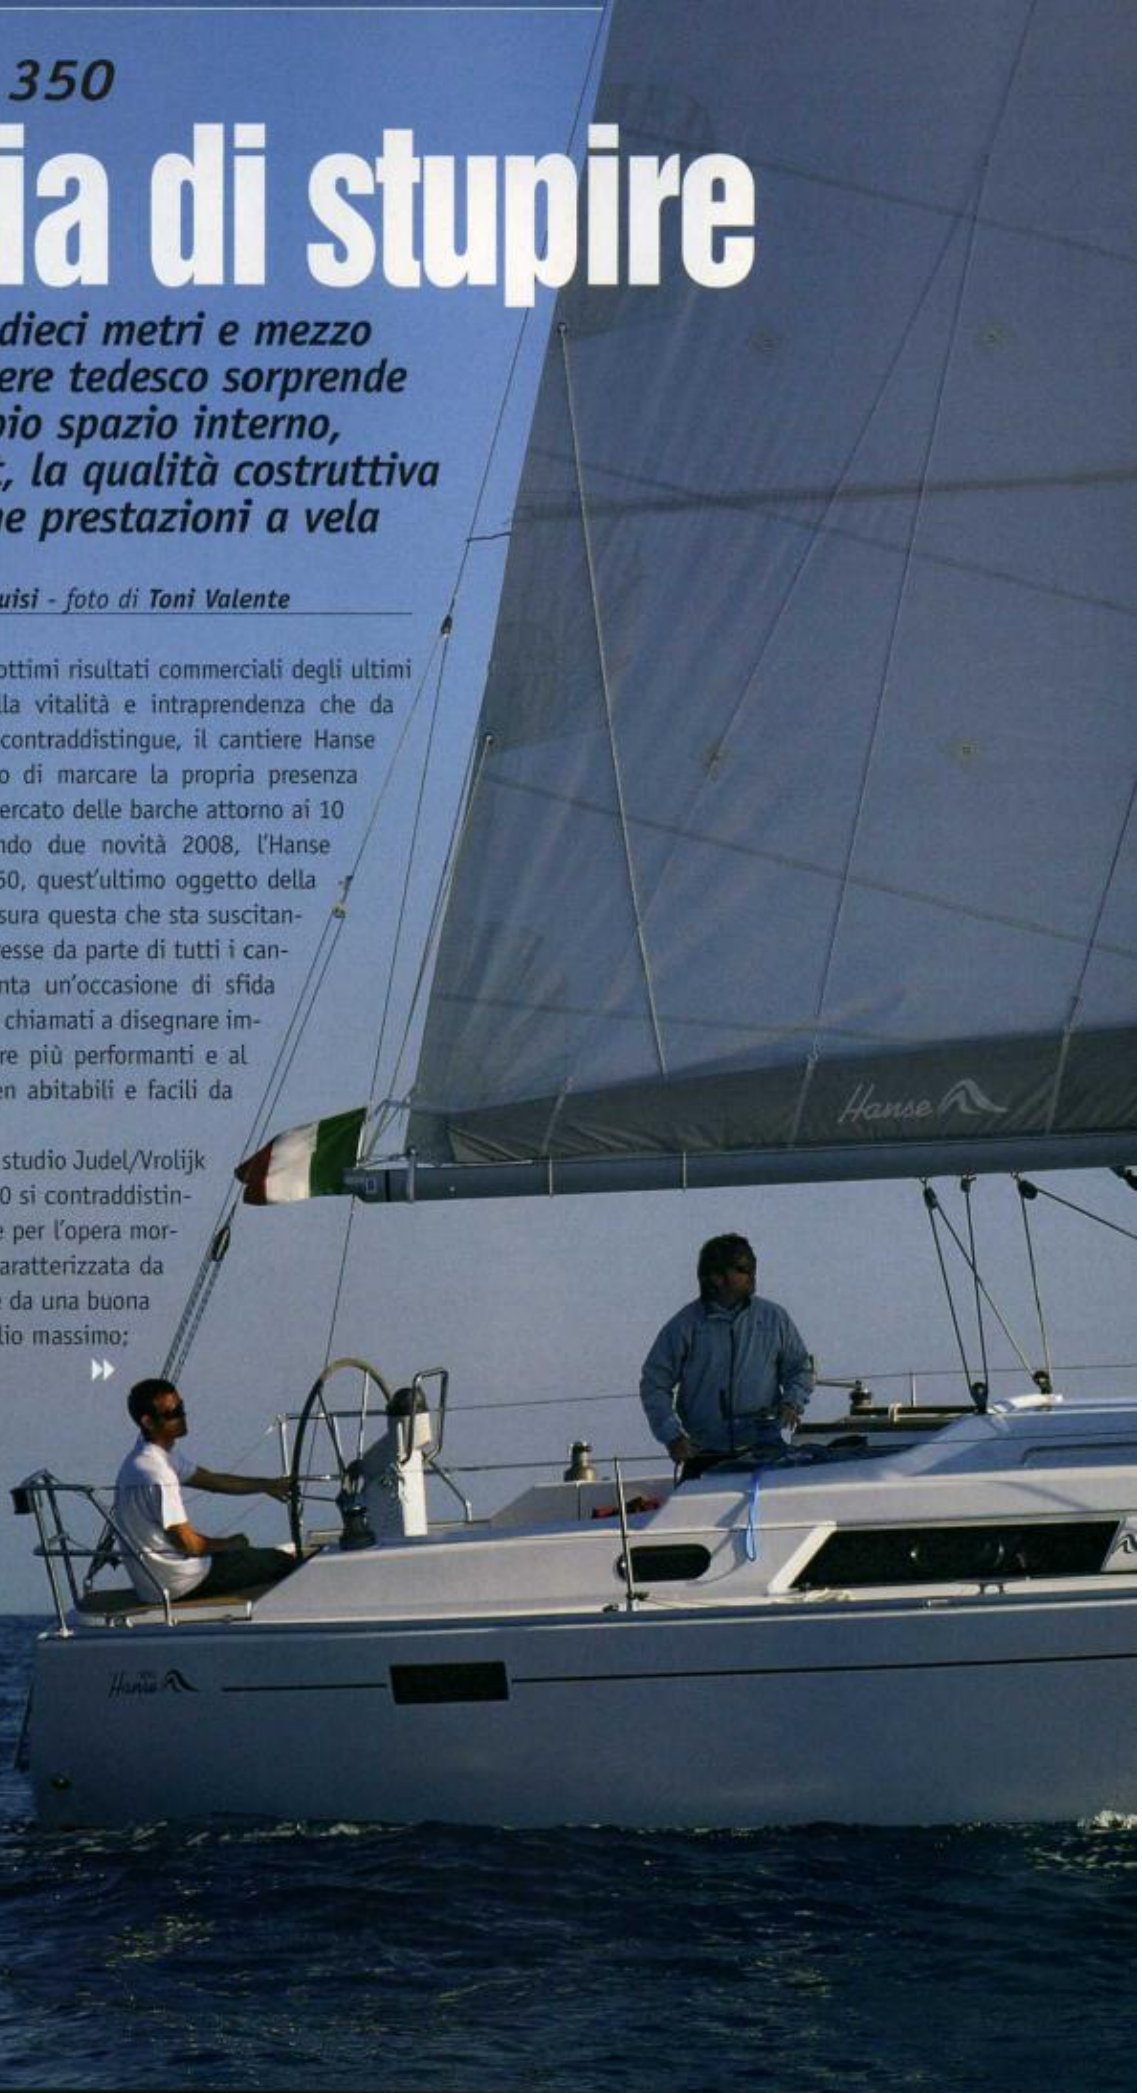 350
ia di stupire
dieci metri e mezzo
ere tedesco sorprende
pio spazio interno,
, la qualità costruttiva
ne prestazioni a vela
uisi - foto di Toni Valente
ottimi risultati commerciali degli ultimi
lla vitalità e intraprendenza che da
contraddistingue, il cantiere Hanse
o di marcare la propria presenza
ercato delle barche attorno ai 10
ndo due novità 2008, l'Hanse
50, quest'ultimo oggetto della
sura questa che sta suscitan-
esse da parte di tutti i can-
nta un'occasione di sfida
chiamati a disegnare im-
re più performanti e al
en abitabili e facili da
studio Judel/Vrolijk
0 si contraddistin-
e per l'opera mor-
aratterizzata da
e da una buona
lio massimo;
Hanse
Hanse